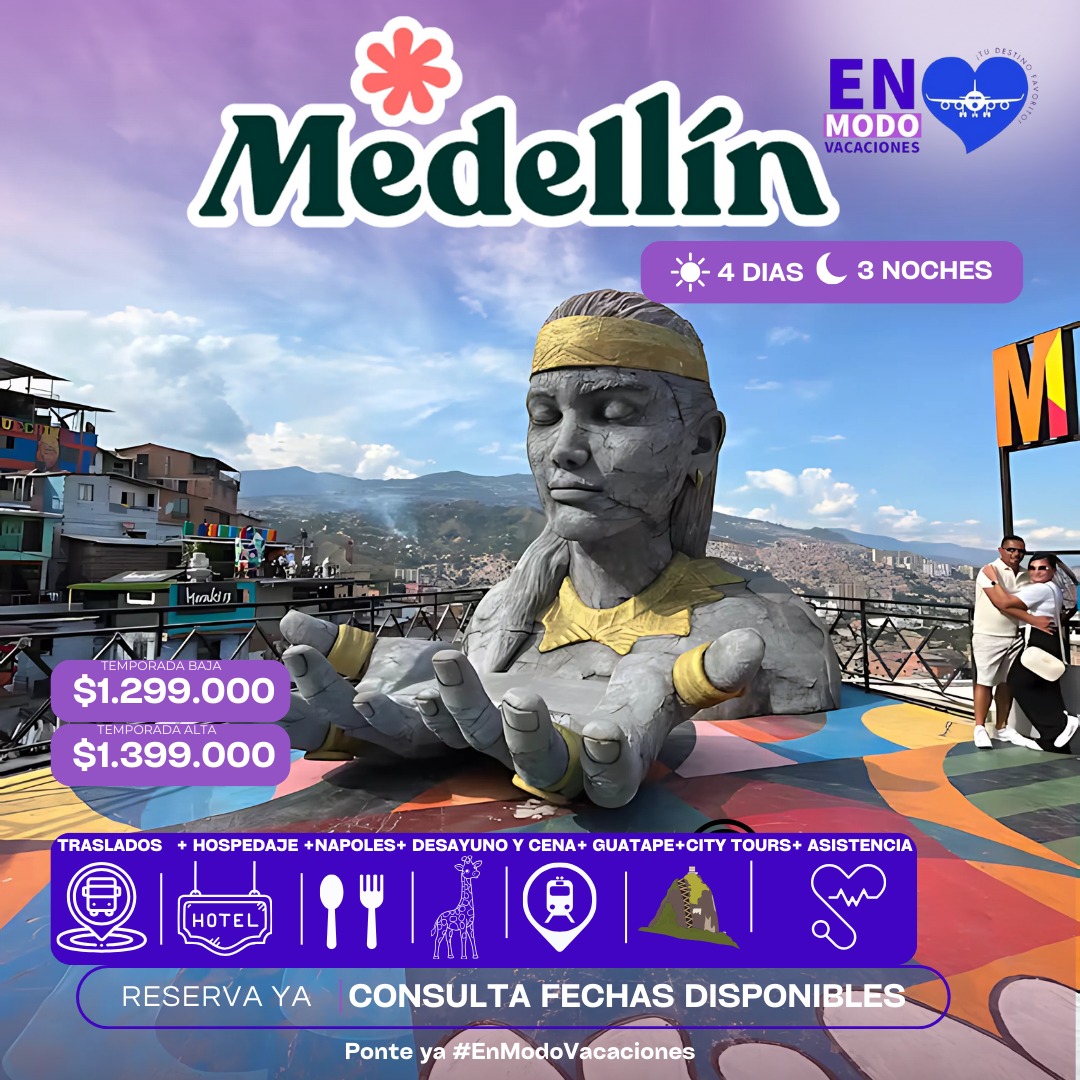 Medellín
EN
MODO
VACACIONES
¡TU DESTINO FAVORITO!
4 DIAS 3 NOCHES
M
Meraki
TEMPORADA BAJA
$1.299.000
TEMPORADA ALTA
$1.399.000
TRASLADOS + HOSPEDAJE +NAPOLES+ DESAYUNO Y CENA+ GUATAPE+CITY TOURS+ ASISTENCIA
HOTEL
RESERVA YA CONSULTA FECHAS DISPONIBLES
Ponte ya #EnModoVacaciones